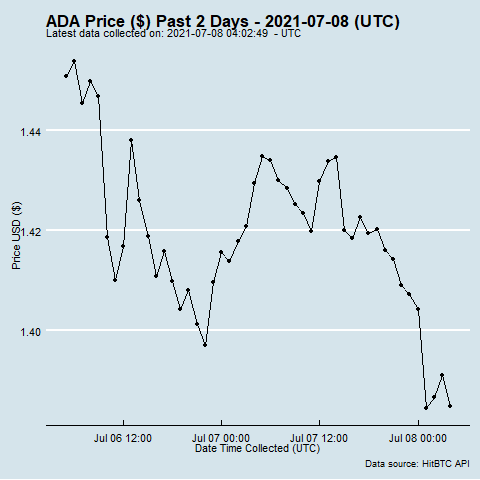 ADA Price ($) Past 2 Days - 2021-07-08 (UTC)
Latest data collected on: 2021-07-08 04:02:49 - UTC
Price USD ($)
1.44
1.42
1.40
Jul 06 12:00
Jul 07 00:00
Jul 07 12:00
Jul 08 00:00
Date Time Collected (UTC)
Data source: HitBTC API